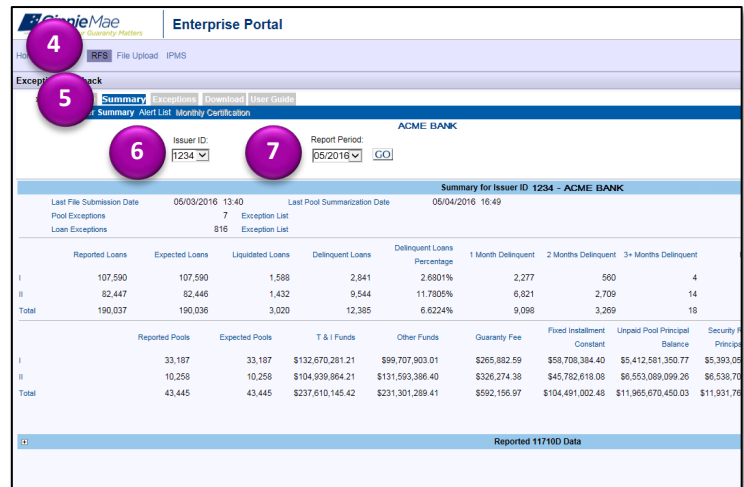 GinnieMae
Our Guaranty Matters
Enterprise Portal
4
RFS File Upload IPMS
5
Summary Exceptions Download User Guide
Summary Alert List Monthly Certification
ACME BANK
6
Issuer ID:
1234
7
Report Period:
05/2016 GO
Summary for Issuer ID 1234 - ACME BANK
Last File Submission Date 05/03/2016 13:40 Last Pool Summarization Date 05/04/2016 16:49
Pool Exceptions 7 Exception List
Loan Exceptions 816 Exception List
Reported Loans Expected Loans Liquidated Loans Delinquent Loans Delinquent Loans Percentage 1 Month Delinquent 2 Months Delinquent 3+ Months Delinquent
I 107,590 107,590 1,588 2,841 2.6801% 2,277 560 4
II 82,447 82,446 1,432 9,544 11.7805% 6,821 2,709 14
Total 190,037 190,036 3,020 12,385 6.6224% 9,098 3,269 18
Reported Pools Expected Pools T & I Funds Other Funds Guaranty Fee Fixed Installment Constant Unpaid Pool Principal Balance Security
I 33,187 33,187 $132,670,281.21 $99,707,903.01 $265,882.59 $58,708,384.40 $5,412,581,350.77 $5,393,05
II 10,258 10,258 $104,939,864.21 $131,593,386.40 $326,274.38 $45,782,618.08 $6,553,089,099.26 $6,538,70
Total 43,445 43,445 $237,610,145.42 $231,301,289.41 $592,156.97 $104,491,002.48 $11,965,670,450.03 $11,931,76
Reported 11710D Data